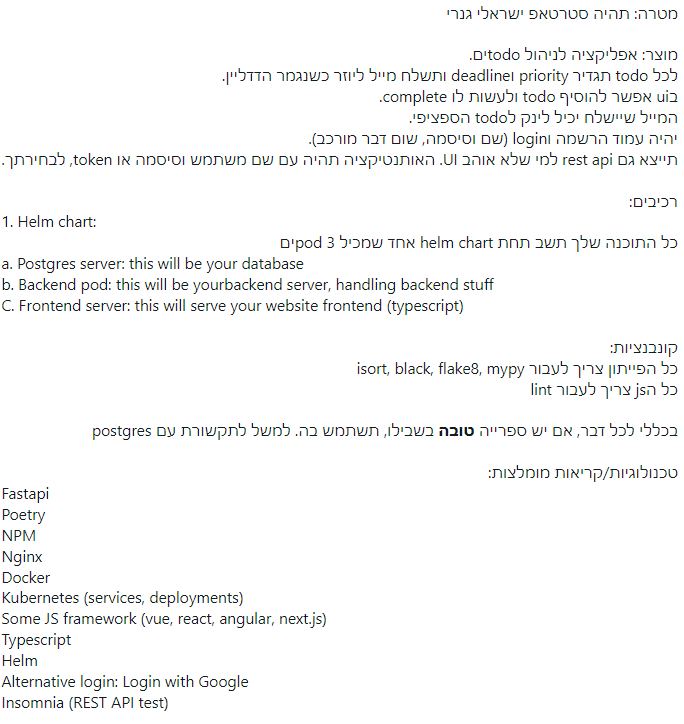 מטרה: תהיה סטרטאפ ישראלי גנרי
מוצר: אפליקציה לניהול todoים.
לכל todo תגדיר priority וdeadline ותשלח מייל ליוזר כשנגמר הדדליין.
בui אפשר להוסיף todo ולעשות לו complete.
המייל שיישלח יכיל לינק לtodo הספציפי.
יהיה עמוד הרשמה וlogin (שם וסיסמה, שום דבר מורכב).
תייצא גם rest api למי שלא אוהב UI. האותנטיקציה תהיה עם שם משתמש וסיסמה או token, לבחירתך.
רכיבים:
1. Helm chart:
כל התוכנה שלך תשב תחת helm chart אחד שמכיל 3 podים
a. Postgres server: this will be your database
b. Backend pod: this will be yourbackend server, handling backend stuff
C. Frontend server: this will serve your website frontend (typescript)
קונבנציות:
כל הפייתון צריך לעבור isort, black, flake8, mypy
כל הjs צריך לעבור lint
בכללי לכל דבר, אם יש ספרייה טובה בשבילו, תשתמש בה. למשל לתקשורת עם postgres
טכנולוגיות/קריאות מומלצות:
Fastapi
Poetry
NPM
Nginx
Docker
Kubernetes (services, deployments)
Some JS framework (vue, react, angular, next.js)
Typescript
Helm
Alternative login: Login with Google
Insomnia (REST API test)